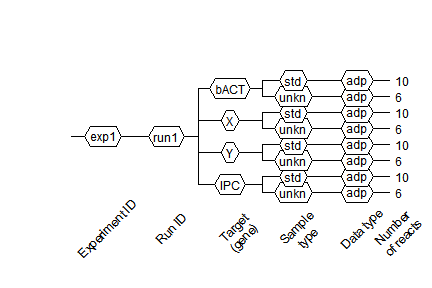 std adp 10
bACT
unkn adp 6
std adp 10
X
unkn adp 6
exp1 run1
std adp 10
Y
unkn adp 6
std adp 10
IPC
unkn adp 6
Experiment ID
Run ID
Target
(gene)
Sample
type
Data type
Number
of reacts